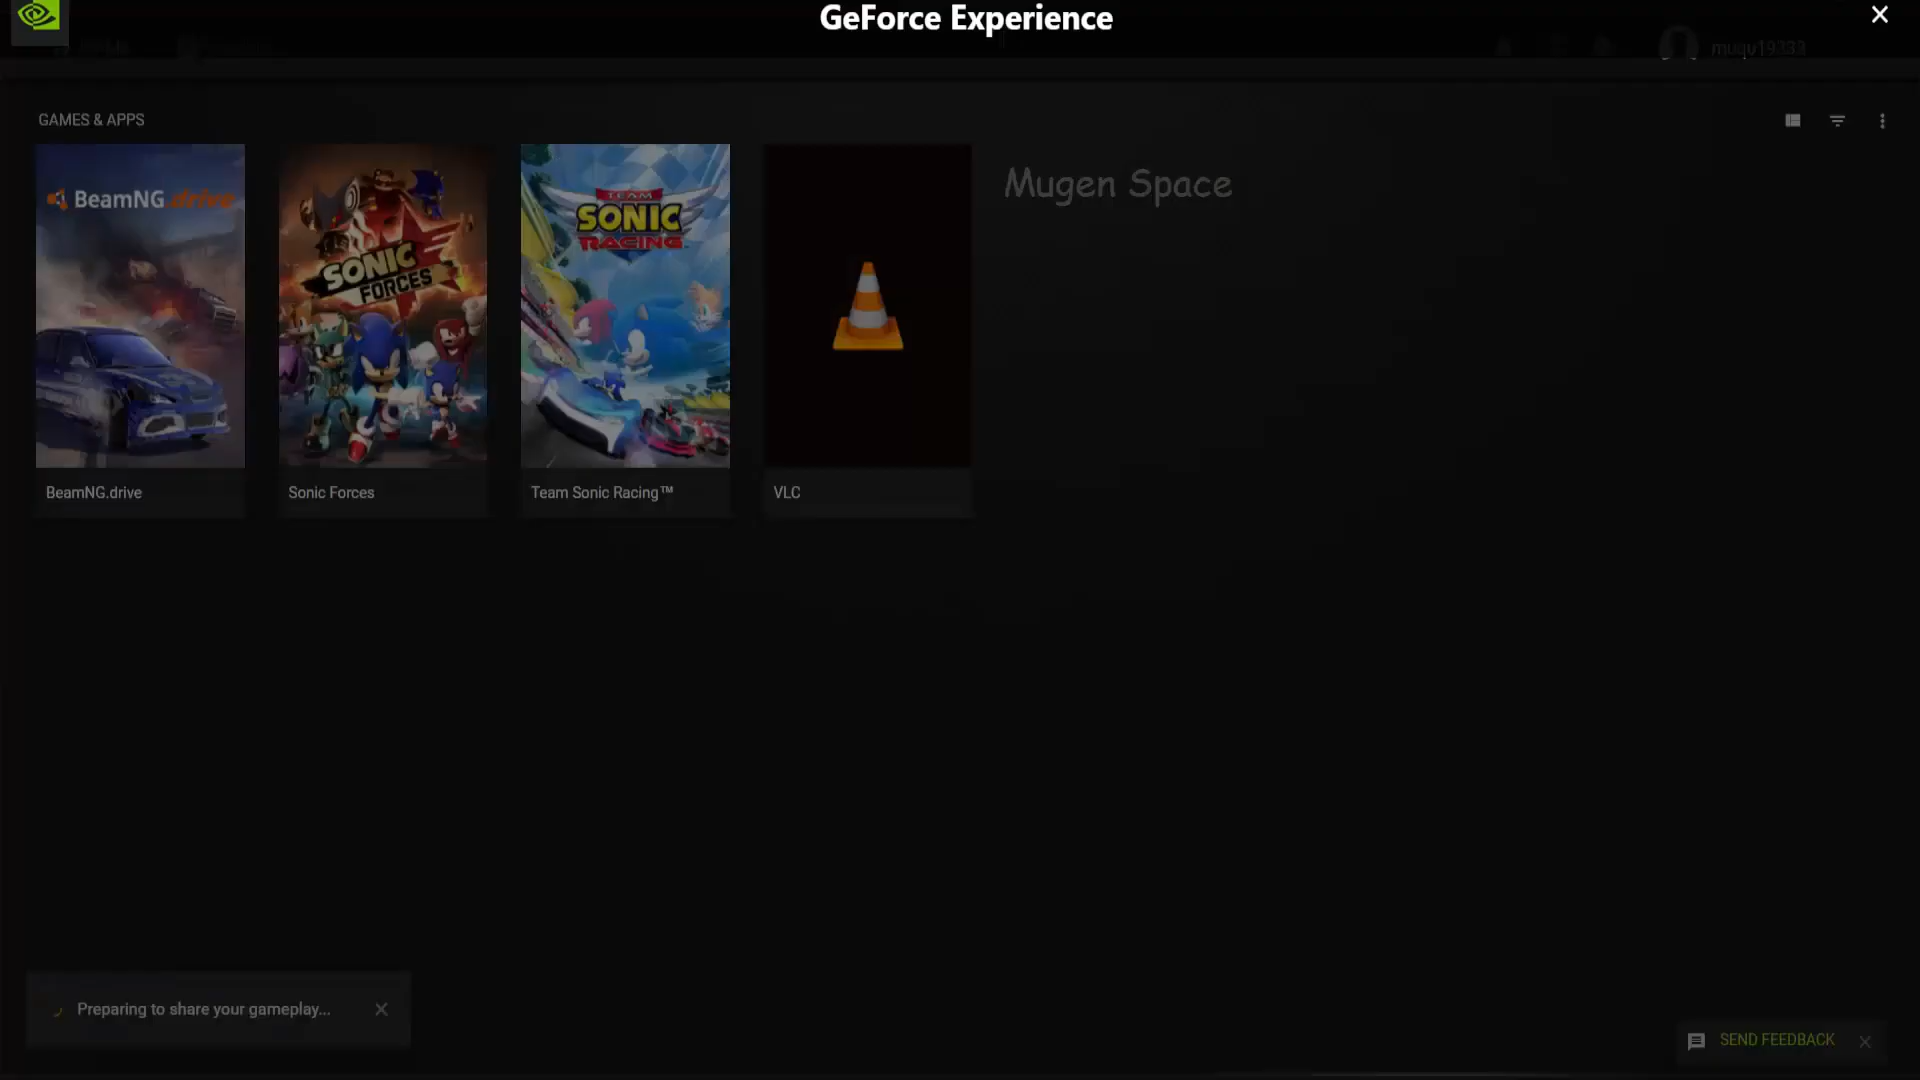 GeForce Experience
GAMES & APPS
BeamNG.drive
SONIC
FORCES
TEAM
SONIC
RACING
Mugen Space
BeamNG.drive
Sonic Forces
Team Sonic Racing™
VLC
Preparing to share your gameplay...
SEND FEEDBACK